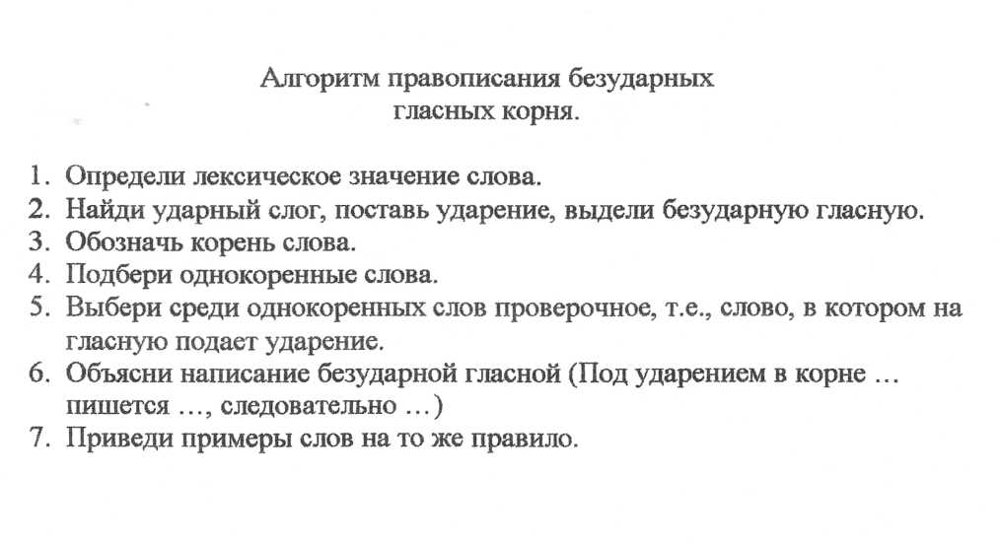 Алгоритм правописания безударных
гласных корня.
1. Определи лексическое значение слова.
2. Найди ударный слог, поставь ударение, выдели безударную гласную.
3. Обозначь корень слова.
4. Подбери однокоренные слова.
5. Выбери среди однокоренных слов проверочное, т.е., слово, в котором на
гласную подает ударение.
6. Объясни написание безударной гласной (Под ударением в корне …
пишется …, следовательно …)
7. Приведи примеры слов на то же правило.